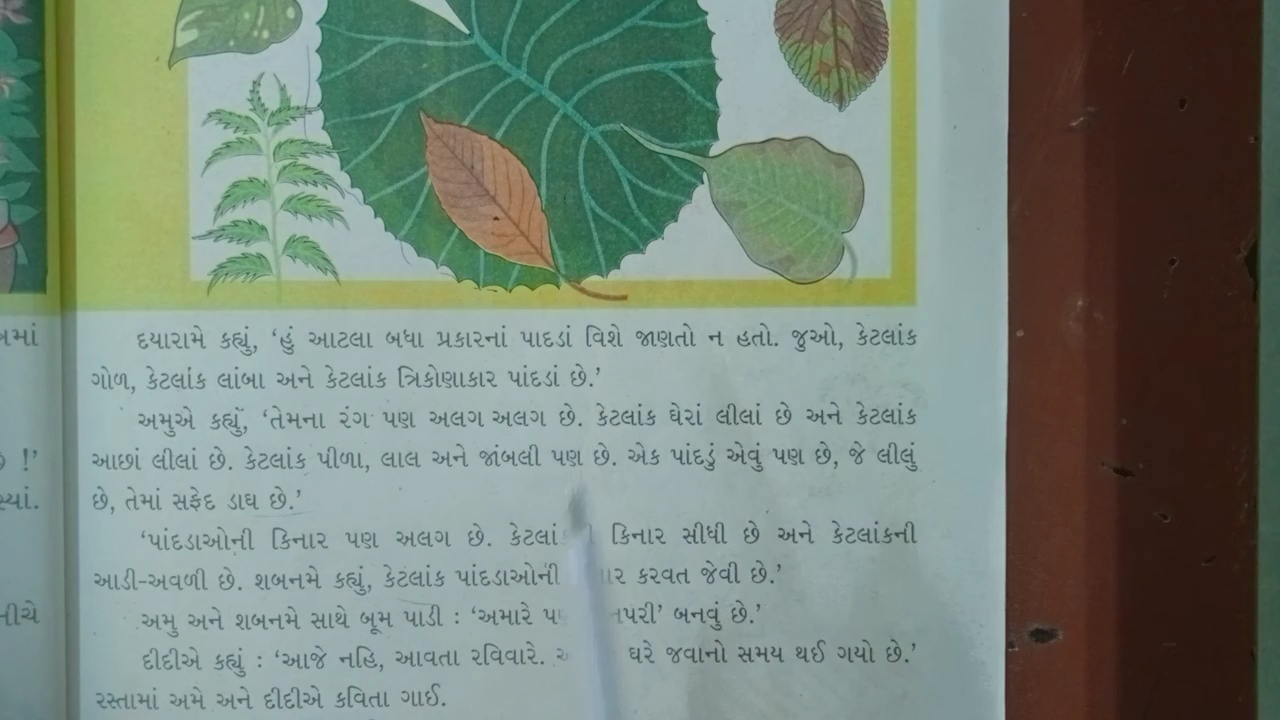 દયારામે કહ્યું, ‘હું આટલા બધા પ્રકારનાં પાદડાં વિશે જાણતો ન હતો. જુઓ, કેટલાંક
ગોળ, કેટલાંક લાંબા અને કેટલાંક ત્રિકોણાકાર પાંદડાં છે.’
અમુએ કહ્યું, ‘તેમના રંગ પણ અલગ અલગ છે. કેટલાંક ઘેરાં લીલાં છે અને કેટલાંક
આછાં લીલાં છે. કેટલાંક પીળા, લાલ અને જાંબલી પણ છે. એક પાંદડું એવું પણ છે, જે લીલું
છે, તેમાં સફેદ ડાઘ છે.’
‘પાંદડાઓની કિનાર પણ અલગ છે. કિનાર સીધી છે અને કેટલાંકની
આડી-અવળી છે. શબનમે કહ્યું, કેટલાંક પાંદડાઓની કરવત જેવી છે.’
અમુ અને શબનમે સાથે બૂમ પાડી : ‘અમારે બનવું છે.’
દીદીએ કહ્યું : ‘આજે નહિ, આવતા રવિવારે. ઘરે જવાનો સમય થઈ ગયો છે.’
રસ્તામાં અમે અને દીદીએ કવિતા ગાઈ.